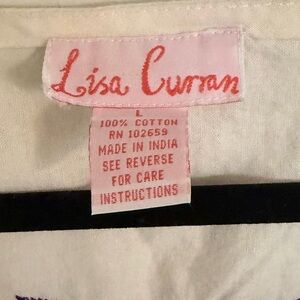 Lisa Curran
L
100% COTTON
RN 102659
MADE IN INDIA
SEE REVERSE
FOR CARE
INSTRUCTIONS